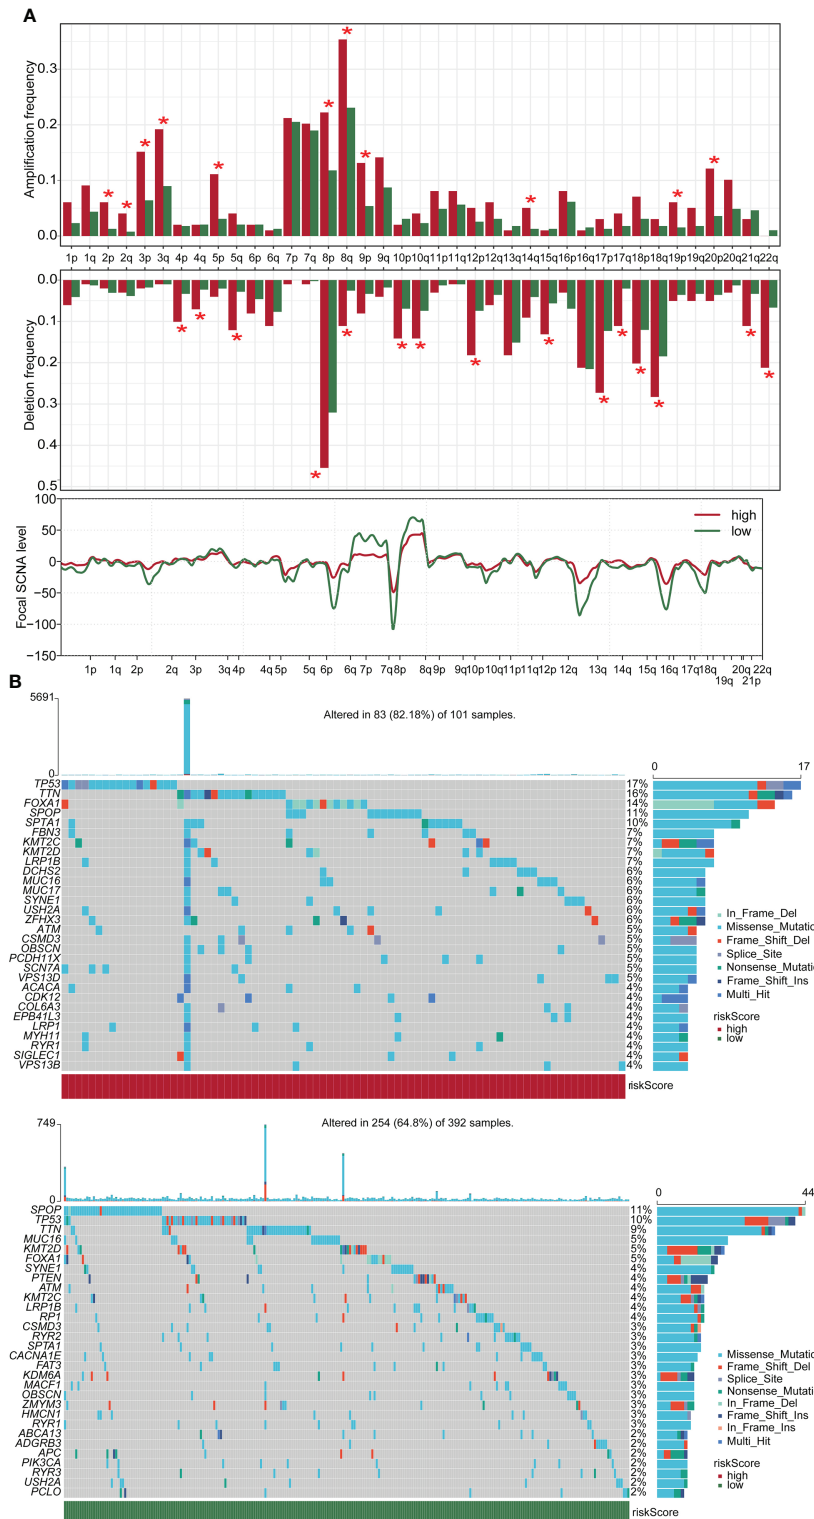 A
Amplification frequency
0.3
0.2
0.1
0.0
1p 1q 2p 2q 3p 3q 4p 4q 5p 5q 6p 6q 7p 7q 8p 8q 9p 9q 10p 10q 11p 11q 12p 12q 13q 14q 15q 16p 16q 17p 17q 18p 18q 19p 19q 20p 20q 21q 22q
Deletion frequency
0.0
0.1
0.2
0.3
0.4
0.5
Focal SCNA level
100
50
0
−50
−100
−150
high
low
1p 1q 2p 2q 3p 3q 4p 4q 5p 5q 6p 6q 7p 7q 8p 8q 9p 9q 10p 10q 11p 11q 12p 12q 13q 14q 16q 17q 18q 20q 22q
19q 21p
B
5691
0
Altered in 83 (82.18%) of 101 samples.
0 17
TP53 17%
TTN 16%
FOXA1 14%
SPOP 11%
SPTA1 10%
FBN3 7%
KMT2C 7%
KMT2D 7%
LRP1B 7%
DCHS2 6%
MUC16 6%
MUC17 6%
SYNE1 6%
USH2A 6%
ZFHX3 6%
ATM 5%
CSMD3 5%
OBSCN 5%
PCDH11X 5%
SCN7A 5%
VPS13D 5%
ACACA 4%
CDK12 4%
COL6A3 4%
EPB41L3 4%
LRP1 4%
MYH11 4%
RYR1 4%
SIGLEC1 4%
VPS13B 4%
riskScore
In_Frame_Del
Missense_Mutatio
Frame_Shift_Del
Splice_Site
Nonsense_Mutati
Frame_Shift_Ins
Multi_Hit
riskScore
high
low
749
0
Altered in 254 (64.8%) of 392 samples.
0 44
SPOP 11%
TP53 10%
TTN 9%
MUC16 5%
KMT2D 5%
FOXA1 5%
SYNE1 4%
PTEN 4%
ATM 4%
KMT2C 4%
LRP1B 4%
RP1 4%
CSMD3 3%
RYR2 3%
SPTA1 3%
CACNA1E 3%
FAT3 3%
KDM6A 3%
MACF1 3%
OBSCN 3%
ZMYM3 3%
HMCN1 3%
RYR1 3%
ABCA13 2%
ADGRB3 2%
APC 2%
PIK3CA 2%
RYR3 2%
USH2A 2%
PCLO 2%
riskScore
Missense_Mutatio
Frame_Shift_Del
Splice_Site
Nonsense_Mutati
In_Frame_Del
Frame_Shift_Ins
In_Frame_Ins
Multi_Hit
riskScore
high
low